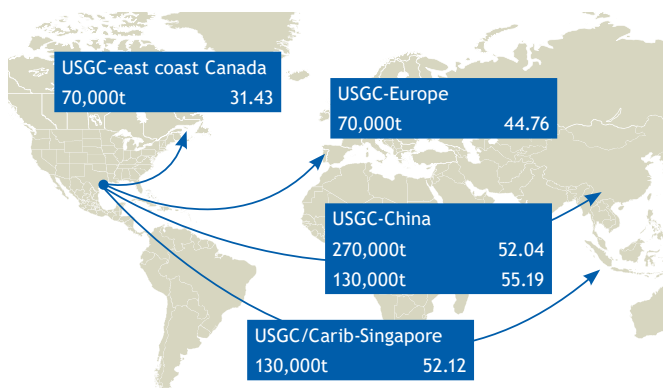 USGC-east coast Canada
70,000t 31.43
USGC-Europe
70,000t 44.76
USGC-China
270,000t 52.04
130,000t 55.19
USGC/Carib-Singapore
130,000t 52.12